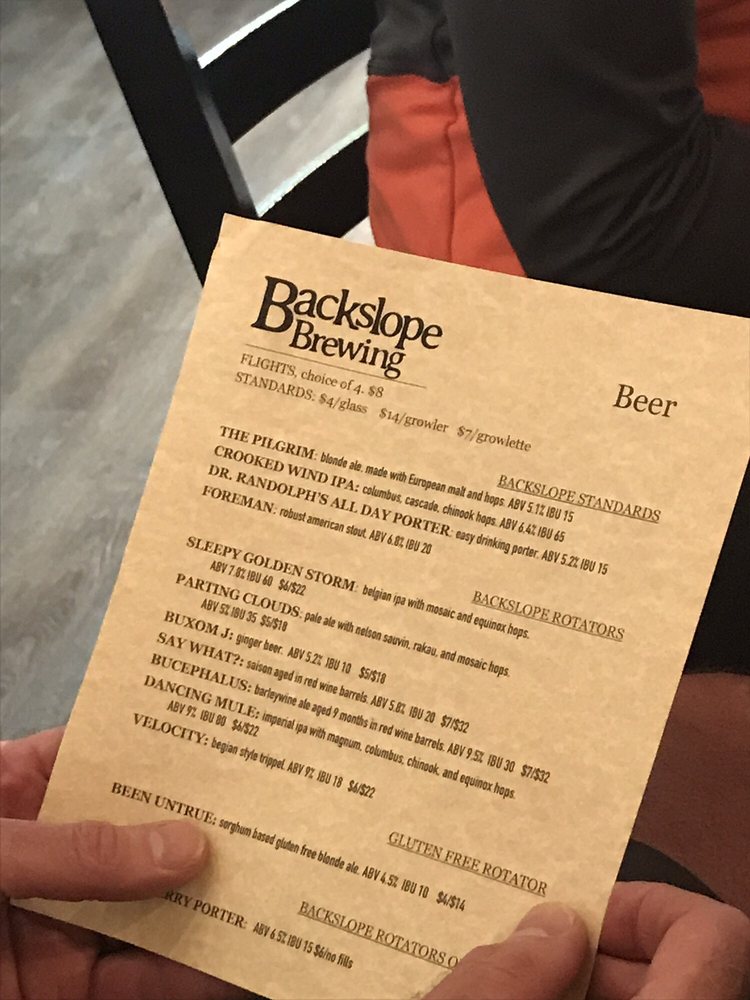 Backslope
Brewing
FLIGHTS, choice of 4. $8
STANDARDS: $4/glass $14/growler $7/growlette
Beer
BACKSLOPE STANDARDS
THE PILGRIM: blonde ale, made with European malt and hops. ABV 5.1% IBU 15
CROOKED WIND IPA: columbus, cascade, chinook hops. ABV 6.4% IBU 65
DR. RANDOLPH'S ALL DAY PORTER: easy drinking porter. ABV 5.2% IBU 15
FOREMAN: robust american stout. ABV 6.8% IBU 20
BACKSLOPE ROTATORS
SLEEPY GOLDEN STORM: belgian ipa with mosaic and equinox hops.
ABV 7.8% IBU 60 $6/$22
PARTING CLOUDS: pale ale with nelson sauvin, rakau, and mosaic hops.
ABV 5% IBU 35 $5/$18
BUXOM J: ginger beer. ABV 5.2% IBU 10 $5/$18
SAY WHAT?: saison aged in red wine barrels. ABV 5.8% IBU 20 $7/$32
BUCEPHALUS: barleywine ale aged 9 months in red wine barrels. ABV 9.5% IBU 30 $7/$32
DANCING MULE: imperial ipa with magnum, columbus, chinook, and equinox hops.
ABV 9% IBU 80 $6/$22
VELOCITY: begian style trippel. ABV 9% IBU 18 $6/$22
GLUTEN FREE ROTATOR
BEEN UNTRUE: sorghum based gluten free blonde ale. ABV 4.5% IBU 10 $4/$14
BACKSLOPE ROTATORS O
RRY PORTER: ABV 6.5% IBU 15 $6/no fills